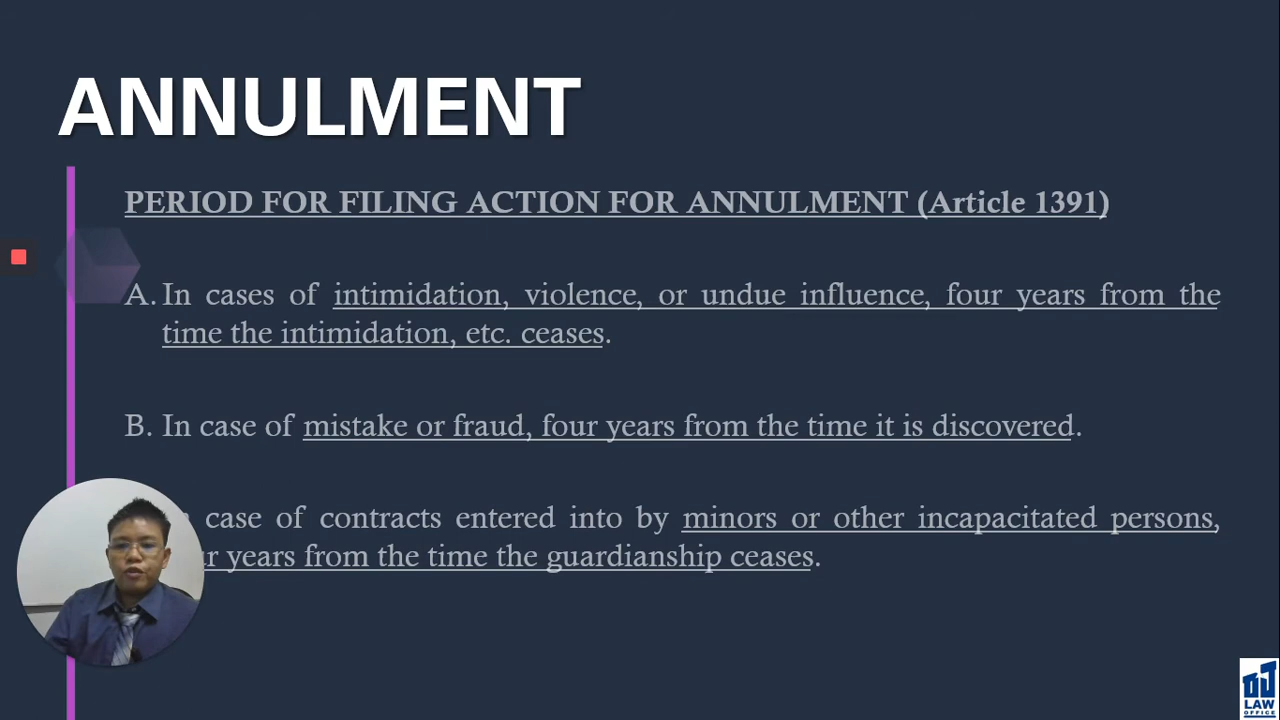 ANNULMENT
PERIOD FOR FILING ACTION FOR ANNULMENT (Article 1391)
A. In cases of intimidation, violence, or undue influence, four years from the
time the intimidation, etc. ceases.
B. In case of mistake or fraud, four years from the time it is discovered.
case of contracts entered into by minors or other incapacitated persons,
years from the time the guardianship ceases.
LAW
OFFICE